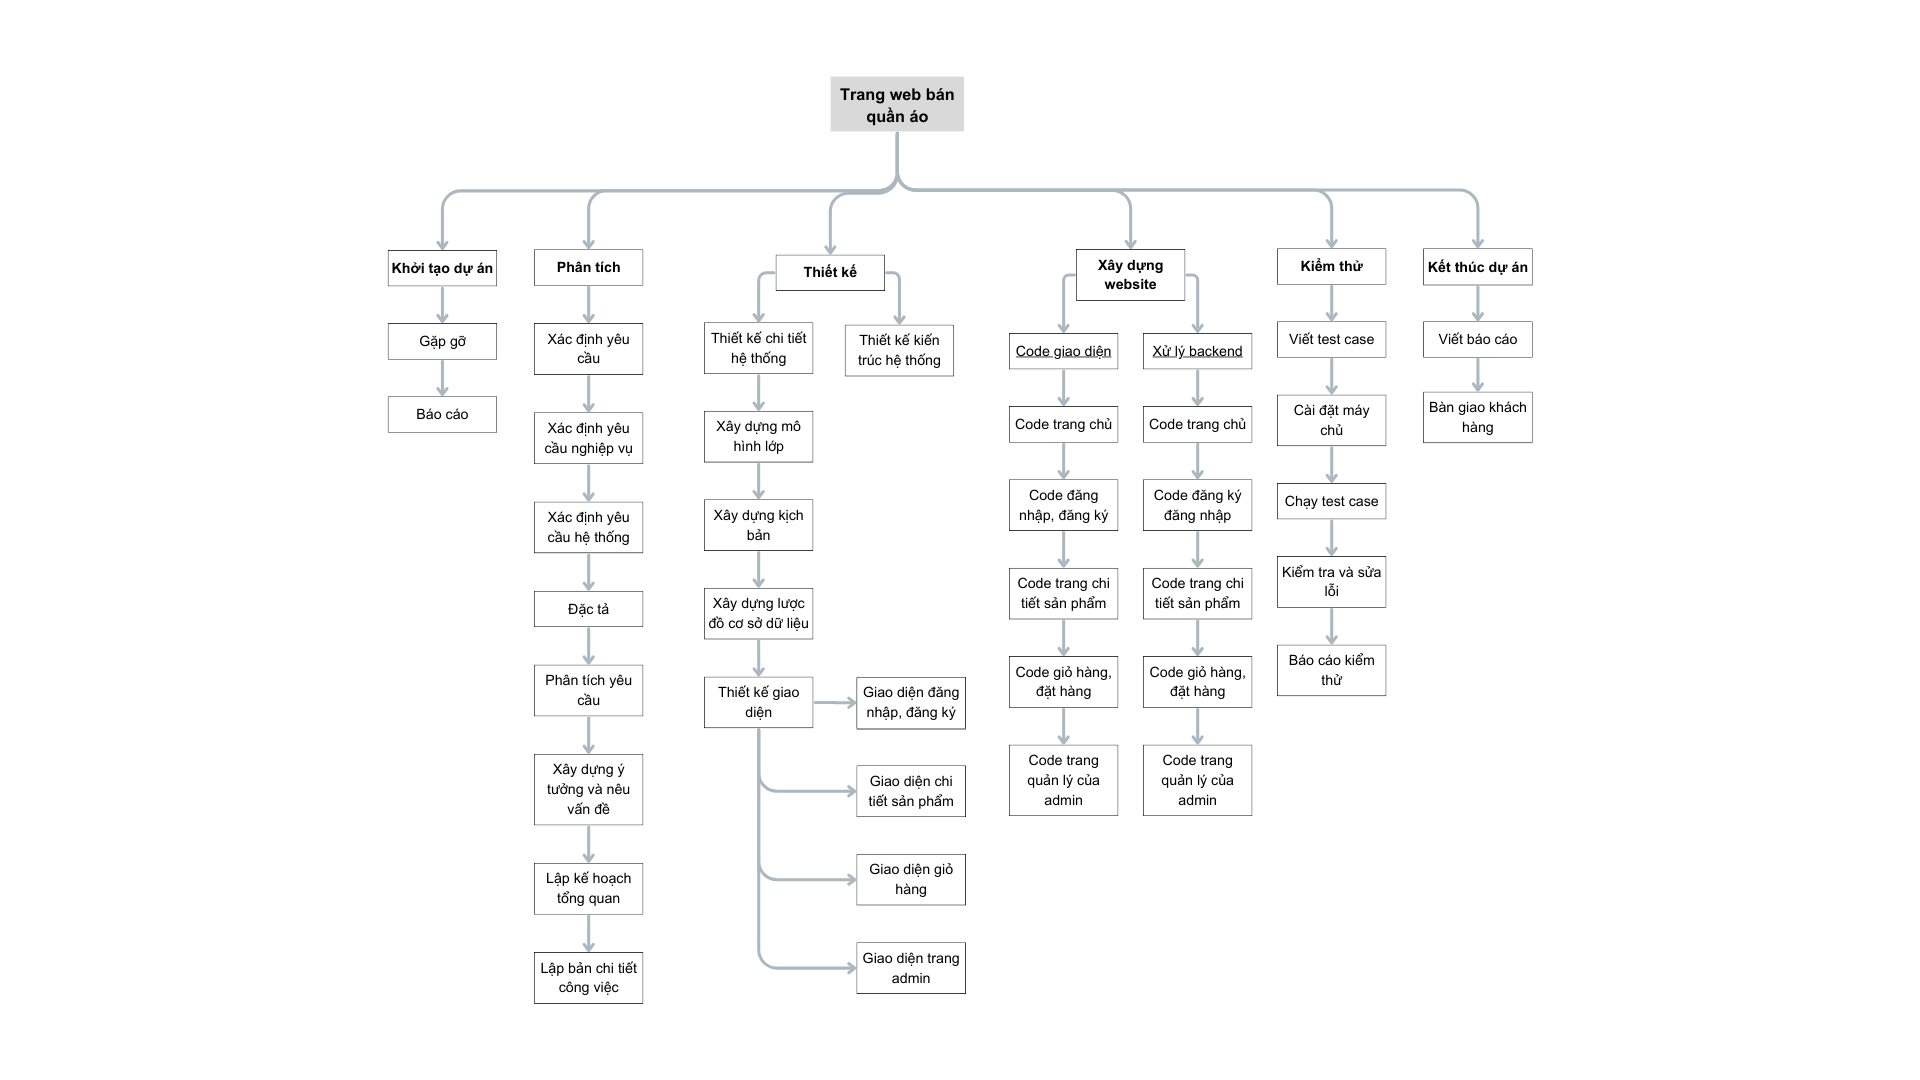 Trang web bán
quần áo
Khởi tạo dự án
Gặp gỡ
Báo cáo
Phân tích
Xác định yêu
cầu
Xác định yêu
cầu nghiệp vụ
Xác định yêu
cầu hệ thống
Đặc tả
Phân tích yêu
cầu
Xây dựng ý
tưởng và nêu
vấn đề
Lập kế hoạch
tổng quan
Lập bản chi tiết
công việc
Thiết kế
Thiết kế chi tiết
hệ thống
Xây dựng mô
hình lớp
Xây dựng kịch
bản
Xây dựng lược
đồ cơ sở dữ liệu
Thiết kế giao
diện
Thiết kế kiến
trúc hệ thống
Giao diện đăng
nhập, đăng ký
Giao diện chi
tiết sản phẩm
Giao diện giỏ
hàng
Giao diện trang
admin
Xây dựng
website
Code giao diện
Code trang chủ
Code đăng
nhập, đăng ký
Code trang chi
tiết sản phẩm
Code giỏ hàng,
đặt hàng
Code trang
quản lý của
admin
Xử lý backend
Code trang chủ
Code đăng ký
đăng nhập
Code trang chi
tiết sản phẩm
Code giỏ hàng,
đặt hàng
Code trang
quản lý của
admin
Kiểm thử
Viết test case
Cài đặt máy
chủ
Chạy test case
Kiểm tra và sửa
lỗi
Báo cáo kiểm
thử
Kết thúc dự án
Viết báo cáo
Bàn giao khách
hàng